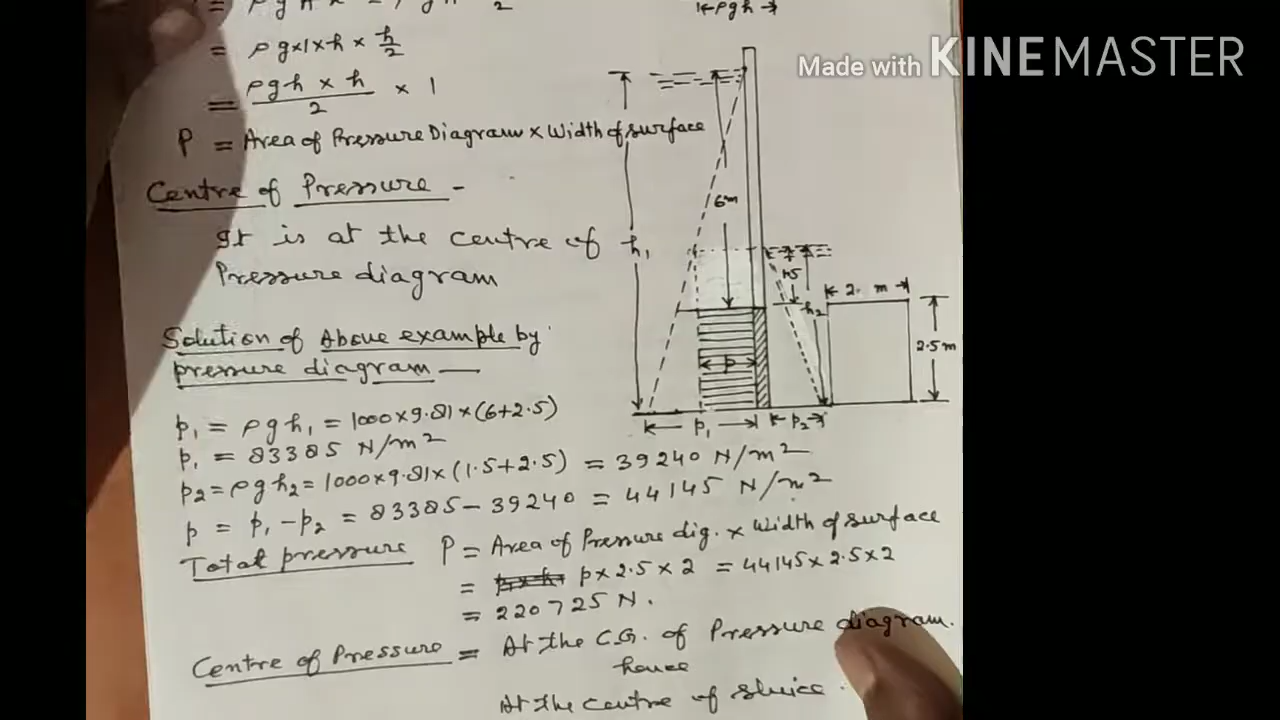 Made with KINEMASTER
= ρg×1×h × h/2
= ρgh × h / 2 × 1
P = Area of Pressure Diagram × Width of surface
Centre of Pressure -
It is at the centre of
Pressure diagram
Solution of Above example by
pressure diagram —
p₁ = ρgh₁ = 1000×9.81×(6+2.5)
p₁ = 83385 N/m²
p₂=ρgh₂=1000×9.81×(1.5+2.5) = 39240 N/m²
p = p₁-p₂ = 83385-39240 = 44145 N/m²
Total pressure P = Area of Pressure dig. × Width of surface
= p×2.5×2 = 44145×2.5×2
= 220725 N.
Centre of Pressure = At the C.G. of Pressure diagram.
hence
At the centre of sluice.
ρgh
6m
h₁
h₂
2. m
2.5m
p
p₁
p₂